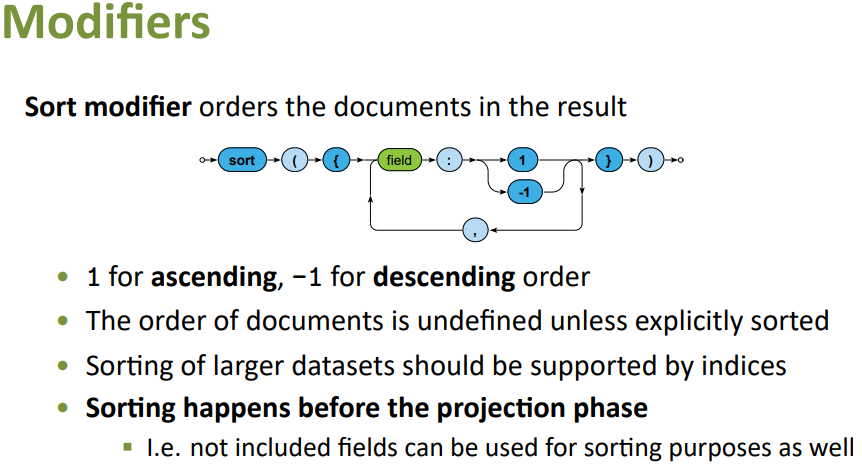 Modifiers
Sort modifier orders the documents in the result
sort ( { field : 1 } )
-1
,
• 1 for ascending, −1 for descending order
• The order of documents is undefined unless explicitly sorted
• Sorting of larger datasets should be supported by indices
• Sorting happens before the projection phase
▪ I.e. not included fields can be used for sorting purposes as well